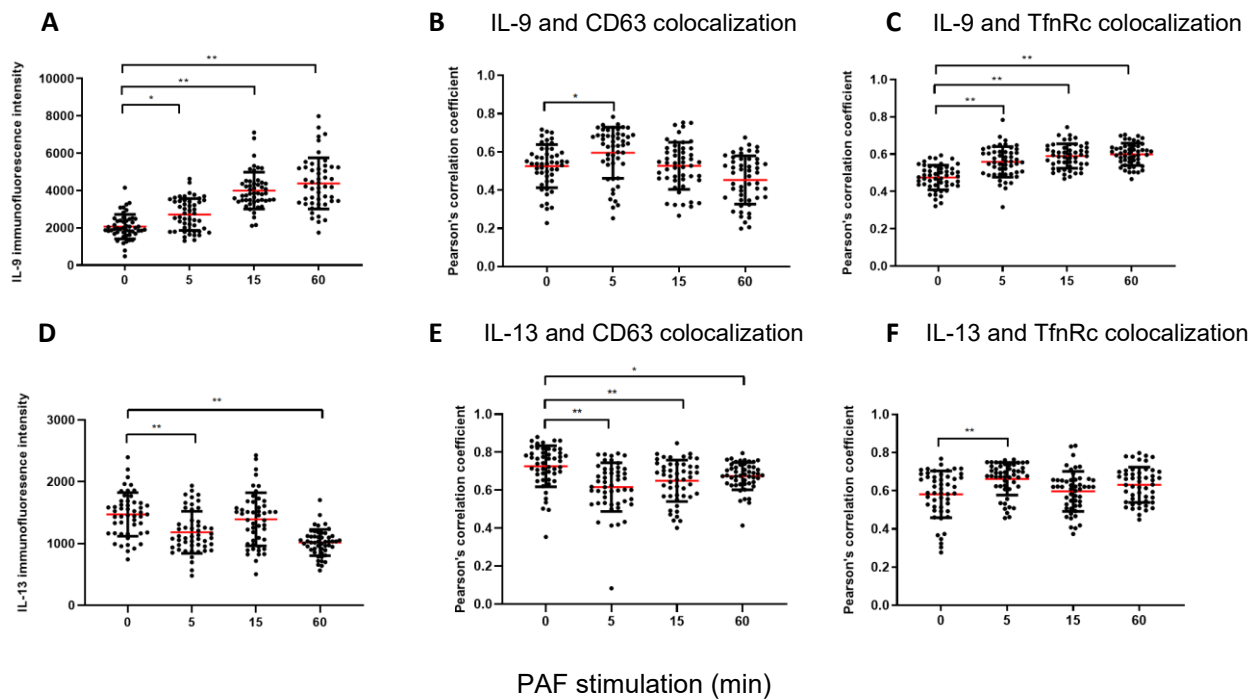 A
IL-9 immunofluorescence intensity
10000
8000
6000
4000
2000
0
*
**
**
0 5 15 60
B IL-9 and CD63 colocalization
Pearson's correlation coefficient
1.0
0.8
0.6
0.4
0.2
0.0
*
0 5 15 60
C IL-9 and TfnRc colocalization
Pearson's correlation coefficient
1.0
0.8
0.6
0.4
0.2
0.0
**
**
**
0 5 15 60
D
IL-13 immunofluorescence intensity
3000
2000
1000
0
**
**
0 5 15 60
E IL-13 and CD63 colocalization
Pearson's correlation coefficient
1.0
0.8
0.6
0.4
0.2
0.0
*
**
**
0 5 15 60
F IL-13 and TfnRc colocalization
Pearson's correlation coefficient
1.0
0.8
0.6
0.4
0.2
0.0
**
0 5 15 60
PAF stimulation (min)